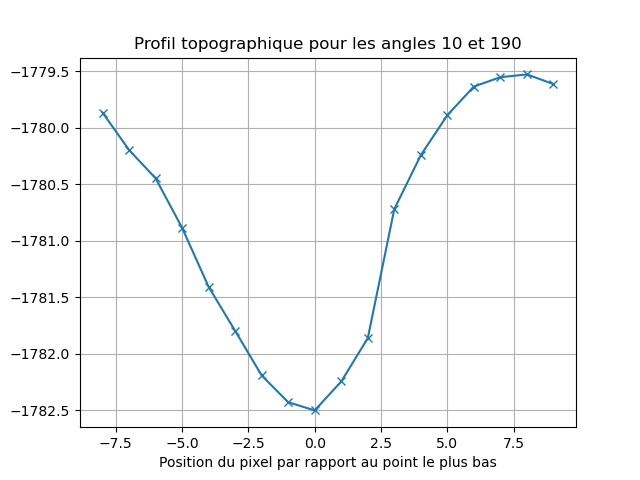 Profil topographique pour les angles 10 et 190
−1779.5
−1780.0
−1780.5
−1781.0
−1781.5
−1782.0
−1782.5
−7.5 −5.0 −2.5 0.0 2.5 5.0 7.5
Position du pixel par rapport au point le plus bas